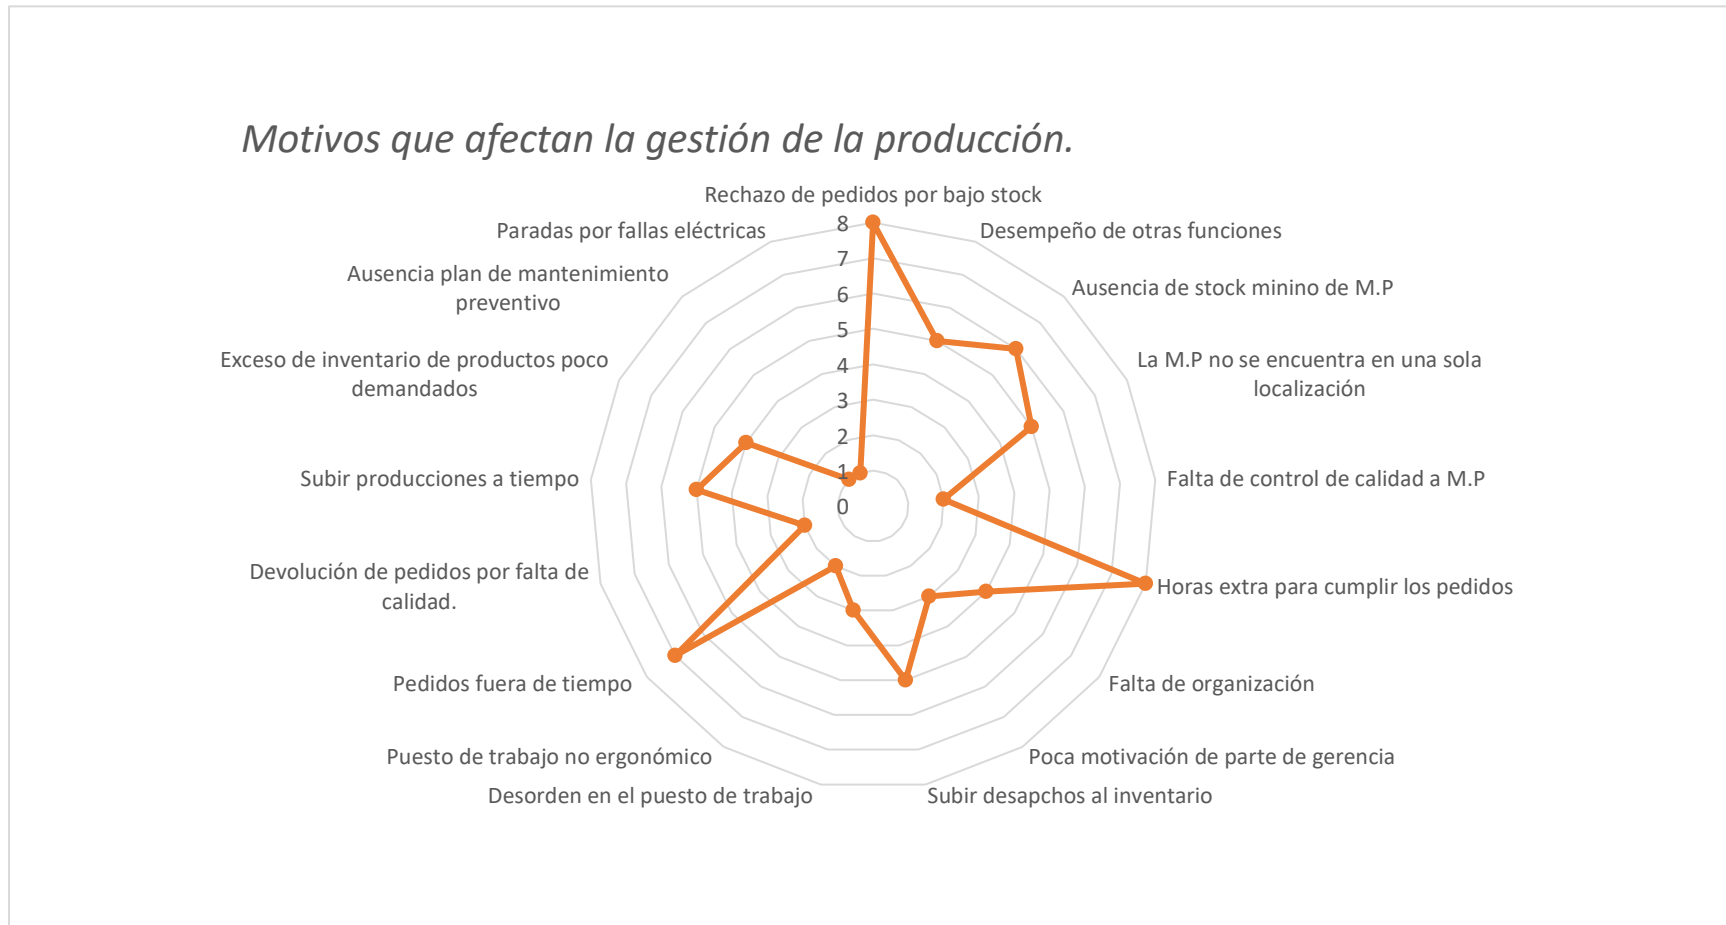 Motivos que afectan la gestión de la producción.
Rechazo de pedidos por bajo stock
Desempeño de otras funciones
Ausencia de stock minino de M.P
La M.P no se encuentra en una sola
localización
Falta de control de calidad a M.P
Horas extra para cumplir los pedidos
Falta de organización
Poca motivación de parte de gerencia
Subir desapchos al inventario
Desorden en el puesto de trabajo
Puesto de trabajo no ergonómico
Pedidos fuera de tiempo
Devolución de pedidos por falta de
calidad.
Subir producciones a tiempo
Exceso de inventario de productos poco
demandados
Ausencia plan de mantenimiento
preventivo
Paradas por fallas eléctricas
8
7
6
5
4
3
2
1
0